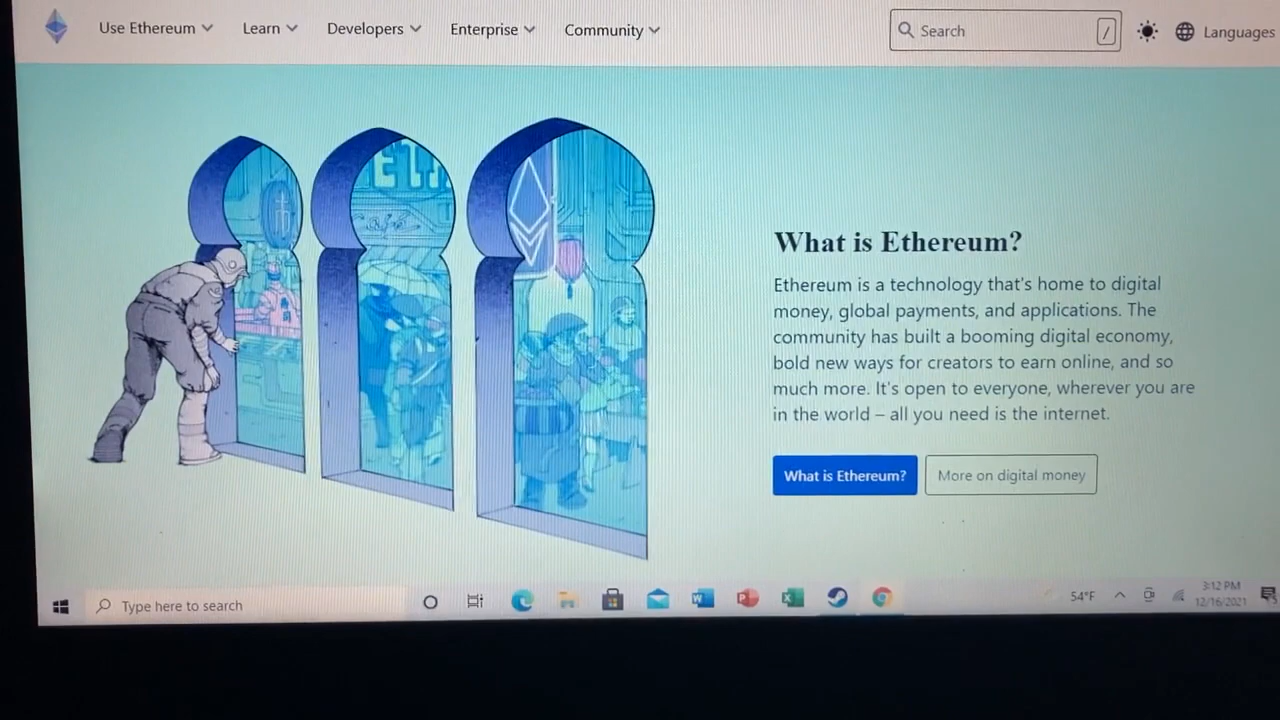 Use Ethereum Learn Developers Enterprise Community Search / Languages
ETH
What is Ethereum?
Ethereum is a technology that's home to digital
money, global payments, and applications. The
community has built a booming digital economy,
bold new ways for creators to earn online, and so
much more. It's open to everyone, wherever you are
in the world – all you need is the internet.
What is Ethereum? More on digital money
Type here to search
54°F
3:12 PM
12/16/2021